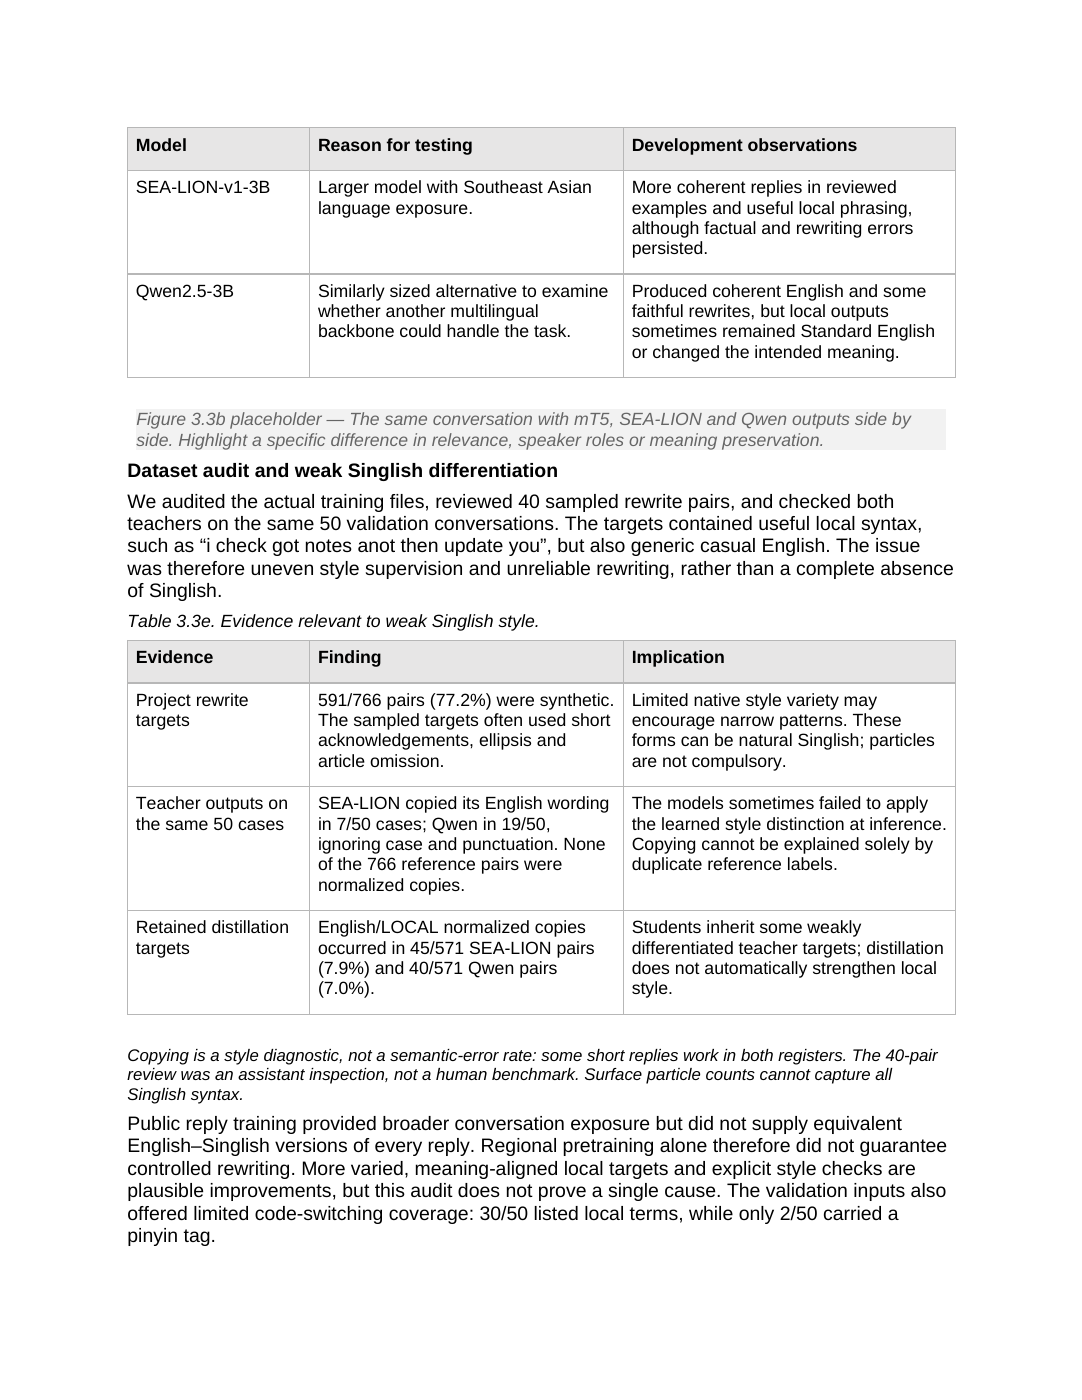 Model
Reason for testing
Development observations
SEA-LION-v1-3B
Larger model with Southeast Asian
language exposure.
More coherent replies in reviewed
examples and useful local phrasing,
although factual and rewriting errors
persisted.
Qwen2.5-3B
Similarly sized alternative to examine
whether another multilingual
backbone could handle the task.
Produced coherent English and some
faithful rewrites, but local outputs
sometimes remained Standard English
or changed the intended meaning.
Figure 3.3b placeholder — The same conversation with mT5, SEA-LION and Qwen outputs side by
side. Highlight a specific difference in relevance, speaker roles or meaning preservation.
Dataset audit and weak Singlish differentiation
We audited the actual training files, reviewed 40 sampled rewrite pairs, and checked both
teachers on the same 50 validation conversations. The targets contained useful local syntax,
such as “i check got notes anot then update you”, but also generic casual English. The issue
was therefore uneven style supervision and unreliable rewriting, rather than a complete absence
of Singlish.
Table 3.3e. Evidence relevant to weak Singlish style.
Evidence
Finding
Implication
Project rewrite
targets
591/766 pairs (77.2%) were synthetic.
The sampled targets often used short
acknowledgements, ellipsis and
article omission.
Limited native style variety may
encourage narrow patterns. These
forms can be natural Singlish; particles
are not compulsory.
Teacher outputs on
the same 50 cases
SEA-LION copied its English wording
in 7/50 cases; Qwen in 19/50,
ignoring case and punctuation. None
of the 766 reference pairs were
normalized copies.
The models sometimes failed to apply
the learned style distinction at inference.
Copying cannot be explained solely by
duplicate reference labels.
Retained distillation
targets
English/LOCAL normalized copies
occurred in 45/571 SEA-LION pairs
(7.9%) and 40/571 Qwen pairs
(7.0%).
Students inherit some weakly
differentiated teacher targets; distillation
does not automatically strengthen local
style.
Copying is a style diagnostic, not a semantic-error rate: some short replies work in both registers. The 40-pair
review was an assistant inspection, not a human benchmark. Surface particle counts cannot capture all
Singlish syntax.
Public reply training provided broader conversation exposure but did not supply equivalent
English–Singlish versions of every reply. Regional pretraining alone therefore did not guarantee
controlled rewriting. More varied, meaning-aligned local targets and explicit style checks are
plausible improvements, but this audit does not prove a single cause. The validation inputs also
offered limited code-switching coverage: 30/50 listed local terms, while only 2/50 carried a
pinyin tag.